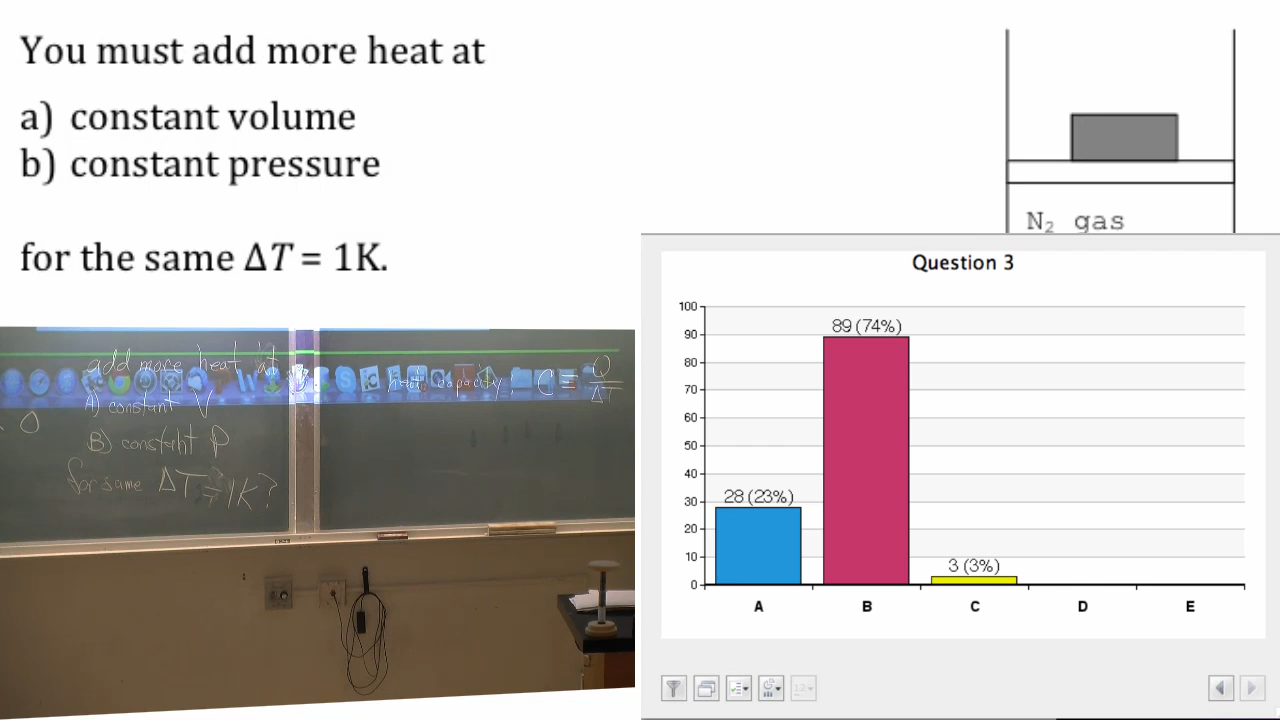 You must add more heat at
a) constant volume
b) constant pressure
for the same ΔT = 1K.
N₂ gas
Question 3
100
90
80
70
60
50
40
30
20
10
0
28 (23%)
89 (74%)
3 (3%)
A B C D E
add more heat at
A) constant V
B) constant P
for same ΔT = 1K?
O
heat capacity, C ≡ Q/ΔT
12